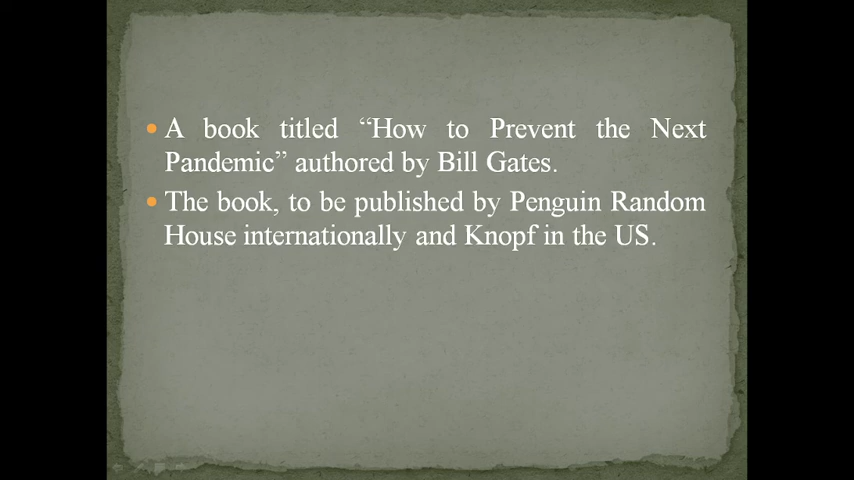 • A book titled “How to Prevent the Next
Pandemic” authored by Bill Gates.
• The book, to be published by Penguin Random
House internationally and Knopf in the US.